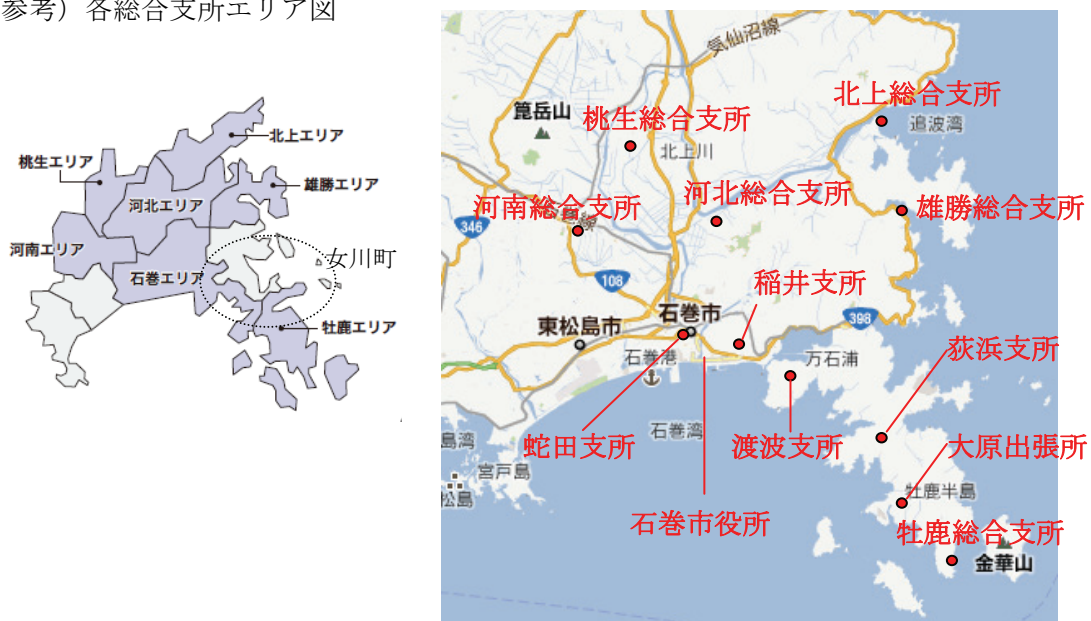 参考）各総合支所エリア図
北上エリア
桃生エリア
雄勝エリア
河北エリア
河南エリア
女川町
石巻エリア
牡鹿エリア
気仙沼線
北上総合支所
箟岳山
桃生総合支所
追波湾
北上川
河北総合支所
河南総合支所
雄勝総合支所
346
108
稲井支所
石巻市
398
東松島市
荻浜支所
石巻港
万石浦
石巻湾
蛇田支所
渡波支所
大原出張所
島湾
宮戸島
松島
牡鹿半島
石巻市役所
牡鹿総合支所
金華山